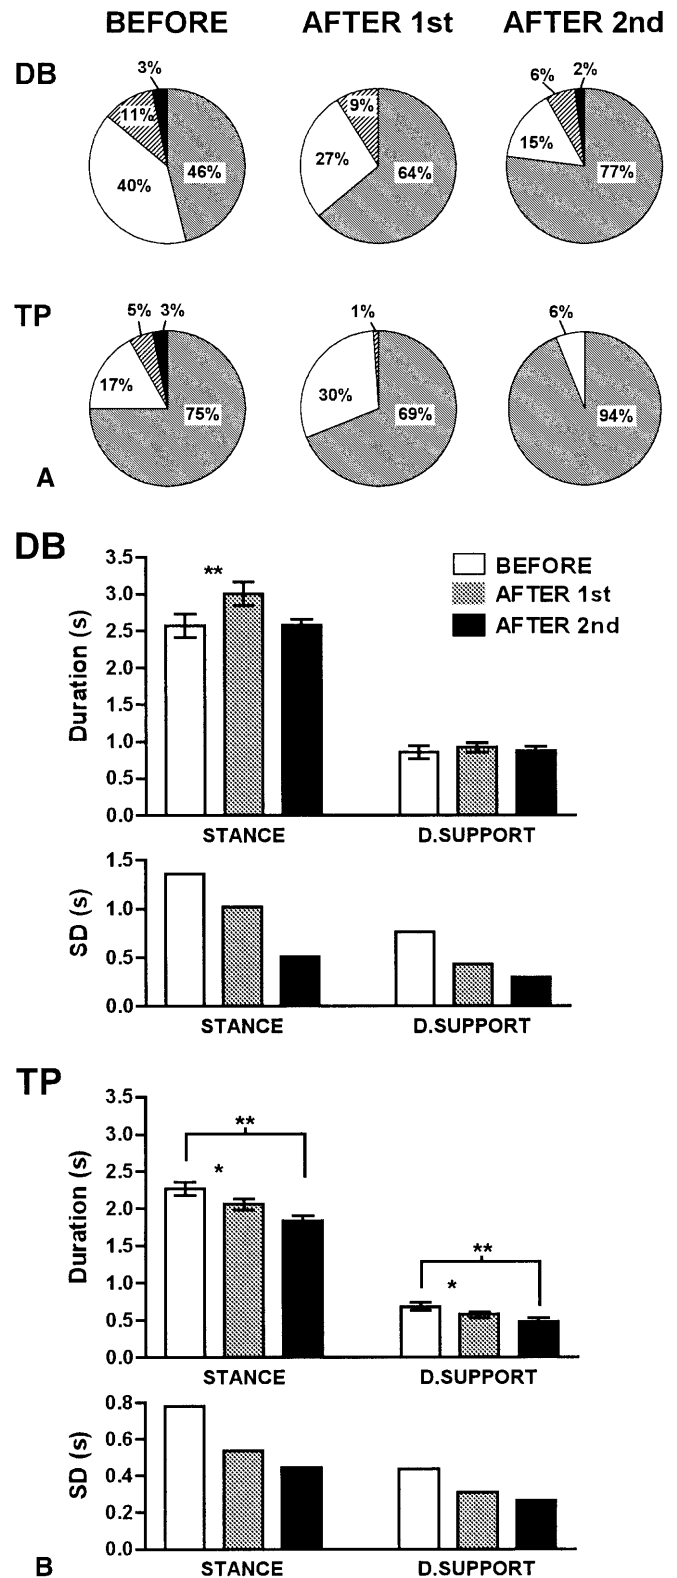 BEFORE AFTER 1st AFTER 2nd
DB
3% 11% 40% 46%
9% 27% 64%
6% 2% 15% 77%
TP
5% 3% 17% 75%
1% 30% 69%
6% 94%
A
DB
BEFORE
AFTER 1st
AFTER 2nd
Duration (s)
3.5
3.0
2.5
2.0
1.5
1.0
0.5
0.0
**
STANCE D.SUPPORT
SD (s)
1.5
1.0
0.5
0.0
STANCE D.SUPPORT
TP
Duration (s)
3.5
3.0
2.5
2.0
1.5
1.0
0.5
0.0
**
*
**
*
STANCE D.SUPPORT
SD (s)
0.8
0.6
0.4
0.2
0.0
STANCE D.SUPPORT
B